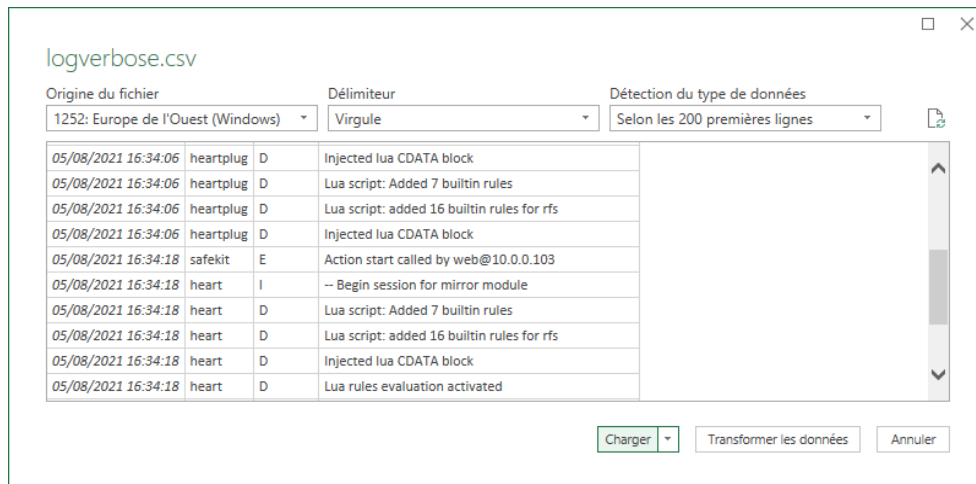 logverbose.csv
Origine du fichier Délimiteur Détection du type de données
1252: Europe de l'Ouest (Windows) Virgule Selon les 200 premières lignes
05/08/2021 16:34:06 heartplug D Injected lua CDATA block
05/08/2021 16:34:06 heartplug D Lua script: Added 7 builtin rules
05/08/2021 16:34:06 heartplug D Lua script: added 16 builtin rules for rfs
05/08/2021 16:34:06 heartplug D Injected lua CDATA block
05/08/2021 16:34:18 safekit E Action start called by web@10.0.0.103
05/08/2021 16:34:18 heart I -- Begin session for mirror module
05/08/2021 16:34:18 heart D Lua script: Added 7 builtin rules
05/08/2021 16:34:18 heart D Lua script: added 16 builtin rules for rfs
05/08/2021 16:34:18 heart D Injected lua CDATA block
05/08/2021 16:34:18 heart D Lua rules evaluation activated
Charger Transformer les données Annuler